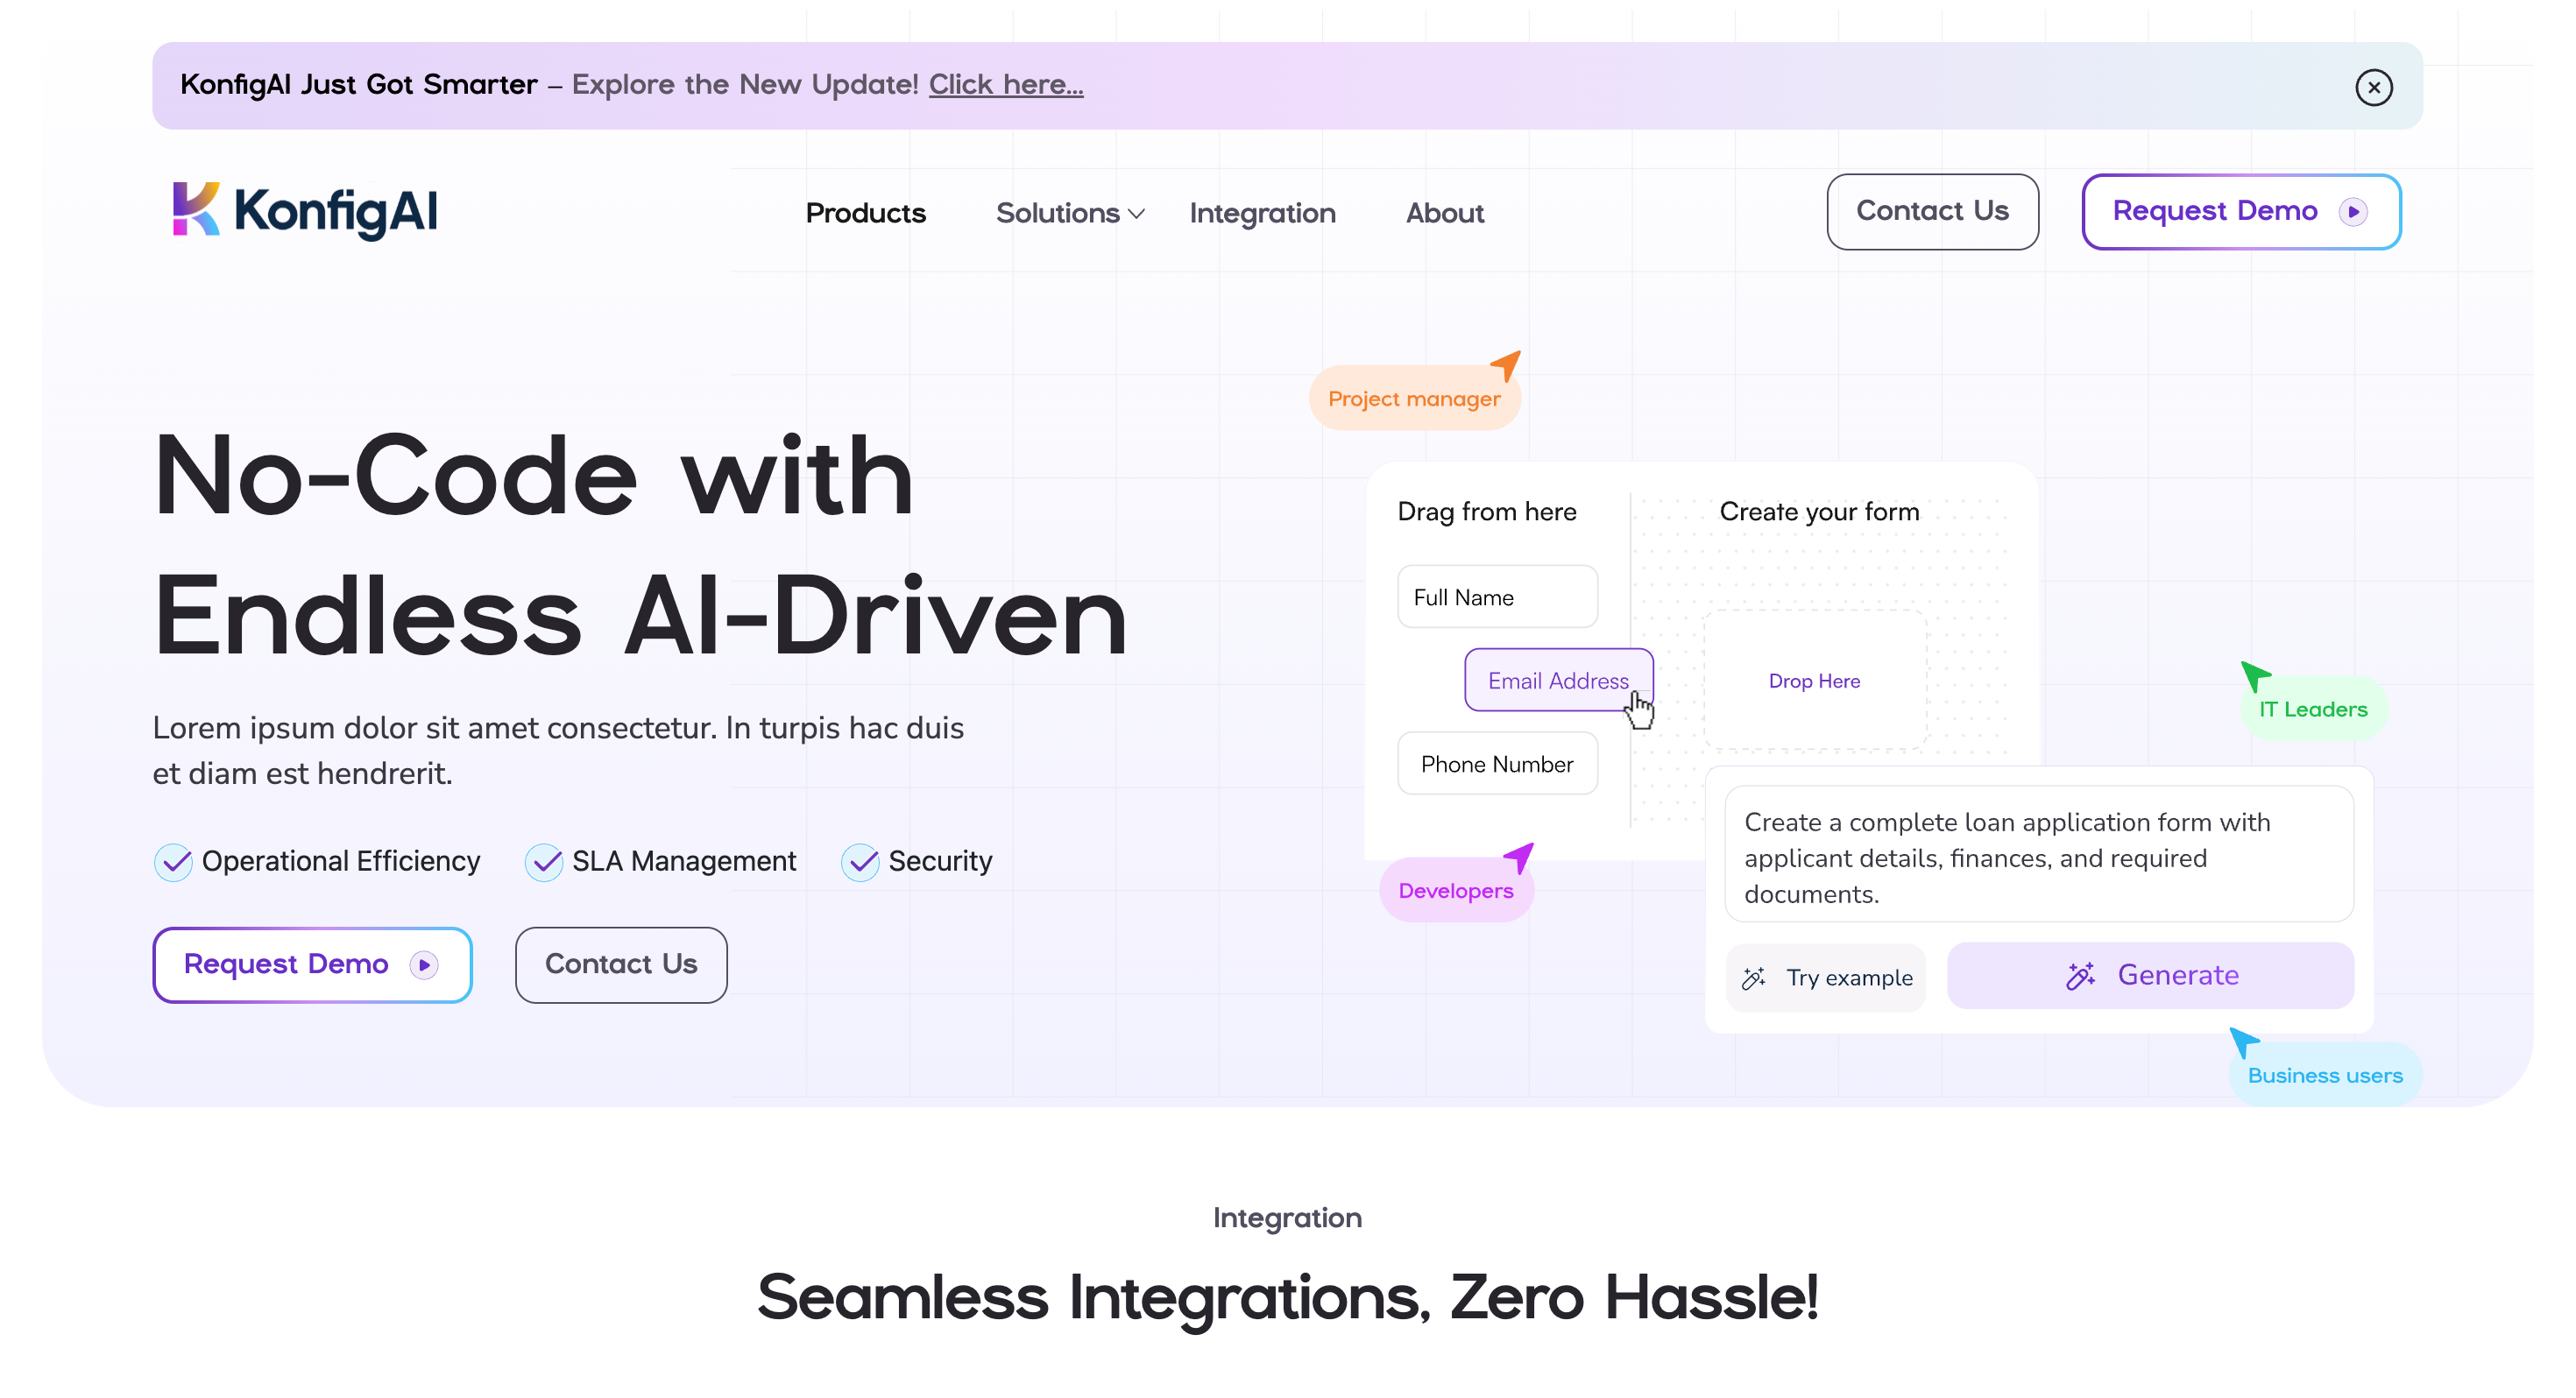 KonfigAI Just Got Smarter – Explore the New Update! Click here...
KonfigAI
Products
Solutions
Integration
About
Contact Us
Request Demo
No-Code with
Endless AI-Driven
Lorem ipsum dolor sit amet consectetur. In turpis hac duis
et diam est hendrerit.
Operational Efficiency
SLA Management
Security
Request Demo
Contact Us
Project manager
Drag from here
Create your form
Full Name
Email Address
Drop Here
Phone Number
IT Leaders
Developers
Create a complete loan application form with
applicant details, finances, and required
documents.
Try example
Generate
Business users
Integration
Seamless Integrations, Zero Hassle!